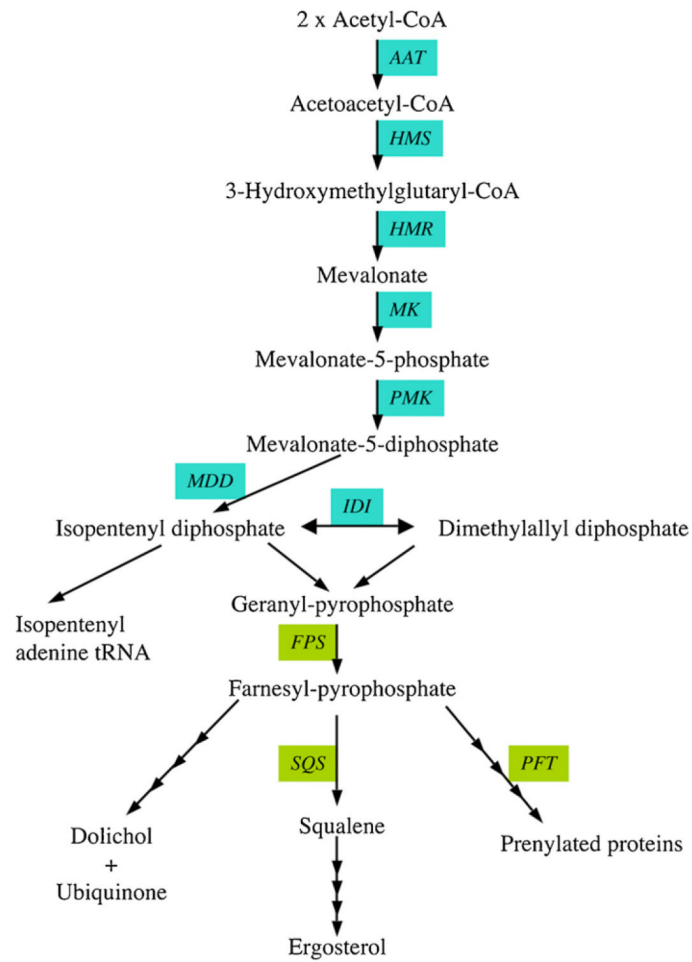 2 x Acetyl-CoA
AAT
Acetoacetyl-CoA
HMS
3-Hydroxymethylglutaryl-CoA
HMR
Mevalonate
MK
Mevalonate-5-phosphate
PMK
Mevalonate-5-diphosphate
MDD
IDI
Isopentenyl diphosphate
Dimethylallyl diphosphate
Isopentenyl
adenine tRNA
Geranyl-pyrophosphate
FPS
Farnesyl-pyrophosphate
SQS
PFT
Dolichol
+
Ubiquinone
Squalene
Prenylated proteins
Ergosterol